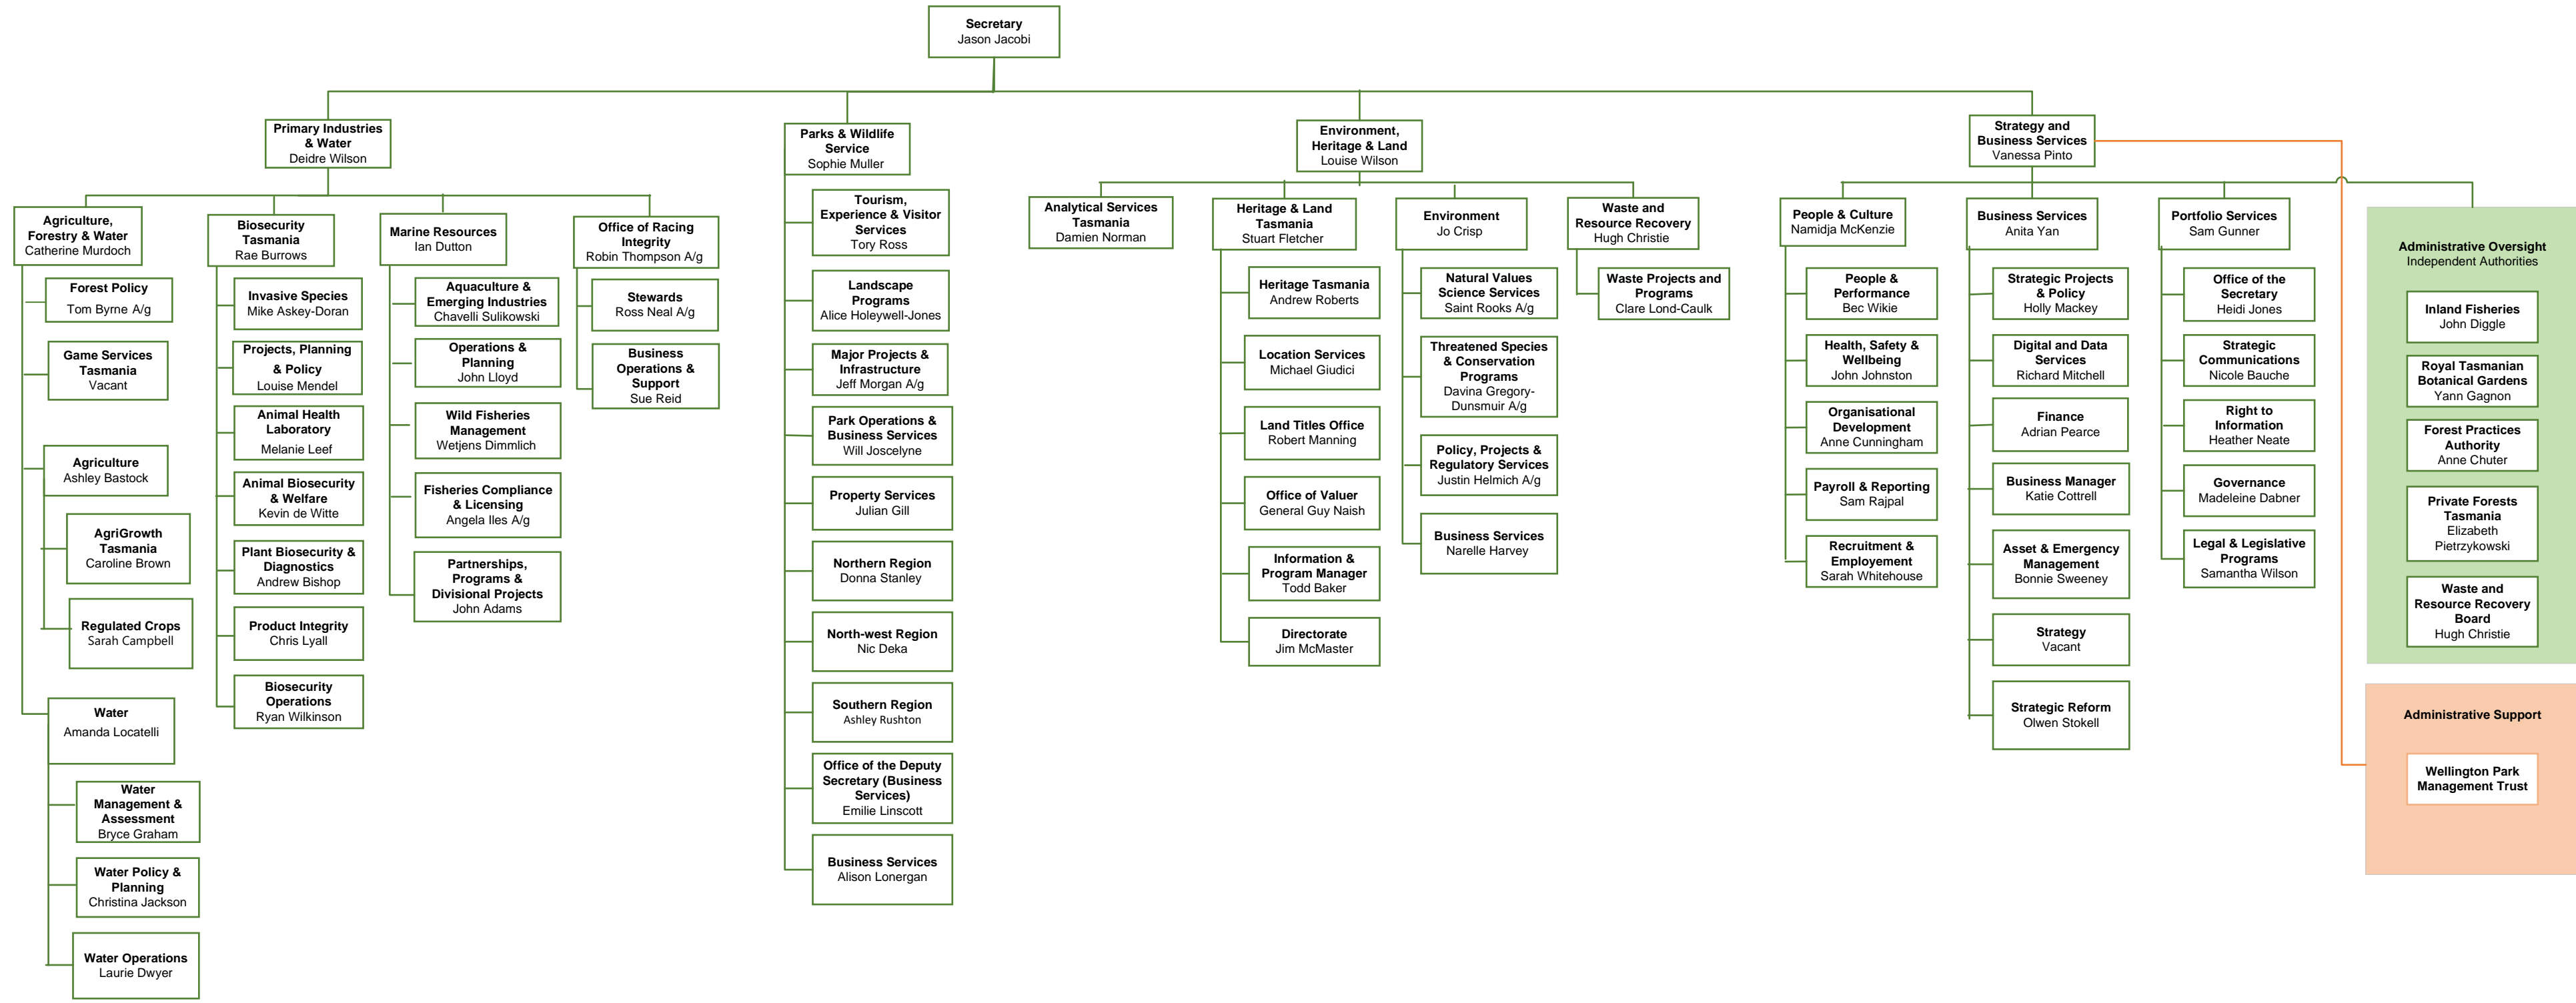 Secretary
Jason Jacobi
Primary Industries
& Water
Deidre Wilson
Agriculture,
Forestry & Water
Catherine Murdoch
Forest Policy
Tom Byrne A/g
Game Services
Tasmania
Vacant
Agriculture
Ashley Bastock
AgriGrowth
Tasmania
Caroline Brown
Regulated Crops
Sarah Campbell
Water
Amanda Locatelli
Water
Management &
Assessment
Bryce Graham
Water Policy &
Planning
Christina Jackson
Water Operations
Laurie Dwyer
Biosecurity
Tasmania
Rae Burrows
Invasive Species
Mike Askey-Doran
Projects, Planning
& Policy
Louise Mendel
Animal Health
Laboratory
Melanie Leef
Animal Biosecurity
& Welfare
Kevin de Witte
Plant Biosecurity &
Diagnostics
Andrew Bishop
Product Integrity
Chris Lyall
Biosecurity
Operations
Ryan Wilkinson
Marine Resources
Ian Dutton
Aquaculture &
Emerging Industries
Chavelli Sulikowski
Operations &
Planning
John Lloyd
Wild Fisheries
Management
Wetjens Dimmlich
Fisheries Compliance
& Licensing
Angela Iles A/g
Partnerships,
Programs &
Divisional Projects
John Adams
Office of Racing
Integrity
Robin Thompson A/g
Stewards
Ross Neal A/g
Business
Operations &
Support
Sue Reid
Parks & Wildlife
Service
Sophie Muller
Tourism,
Experience & Visitor
Services
Tory Ross
Landscape
Programs
Alice Holeywell-Jones
Major Projects &
Infrastructure
Jeff Morgan A/g
Park Operations &
Business Services
Will Joscelyne
Property Services
Julian Gill
Northern Region
Donna Stanley
North-west Region
Nic Deka
Southern Region
Ashley Rushton
Office of the Deputy
Secretary (Business
Services)
Emilie Linscott
Business Services
Alison Lonergan
Environment,
Heritage & Land
Louise Wilson
Analytical Services
Tasmania
Damien Norman
Heritage & Land
Tasmania
Stuart Fletcher
Heritage Tasmania
Andrew Roberts
Location Services
Michael Giudici
Land Titles Office
Robert Manning
Office of Valuer
General Guy Naish
Information &
Program Manager
Todd Baker
Directorate
Jim McMaster
Environment
Jo Crisp
Natural Values
Science Services
Saint Rooks A/g
Threatened Species
& Conservation
Programs
Davina Gregory-
Dunsmuir A/g
Policy, Projects &
Regulatory Services
Justin Helmich A/g
Business Services
Narelle Harvey
Waste and
Resource Recovery
Hugh Christie
Waste Projects and
Programs
Clare Lond-Caulk
Strategy and
Business Services
Vanessa Pinto
People & Culture
Namidja McKenzie
People &
Performance
Bec Wikie
Health, Safety &
Wellbeing
John Johnston
Organisational
Development
Anne Cunningham
Payroll & Reporting
Sam Rajpal
Recruitment &
Employement
Sarah Whitehouse
Business Services
Anita Yan
Strategic Projects
& Policy
Holly Mackey
Digital and Data
Services
Richard Mitchell
Finance
Adrian Pearce
Business Manager
Katie Cottrell
Asset & Emergency
Management
Bonnie Sweeney
Strategy
Vacant
Strategic Reform
Olwen Stokell
Portfolio Services
Sam Gunner
Office of the
Secretary
Heidi Jones
Strategic
Communications
Nicole Bauche
Right to
Information
Heather Neate
Governance
Madeleine Dabner
Legal & Legislative
Programs
Samantha Wilson
Administrative Oversight
Independent Authorities
Inland Fisheries
John Diggle
Royal Tasmanian
Botanical Gardens
Yann Gagnon
Forest Practices
Authority
Anne Chuter
Private Forests
Tasmania
Elizabeth
Pietrzykowski
Waste and
Resource Recovery
Board
Hugh Christie
Administrative Support
Wellington Park
Management Trust